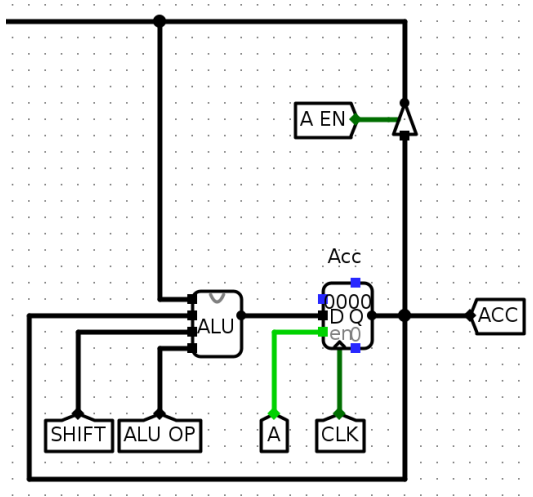 A EN
Acc
0000
D Q
en0
ALU
ACC
SHIFT
ALU OP
A
CLK